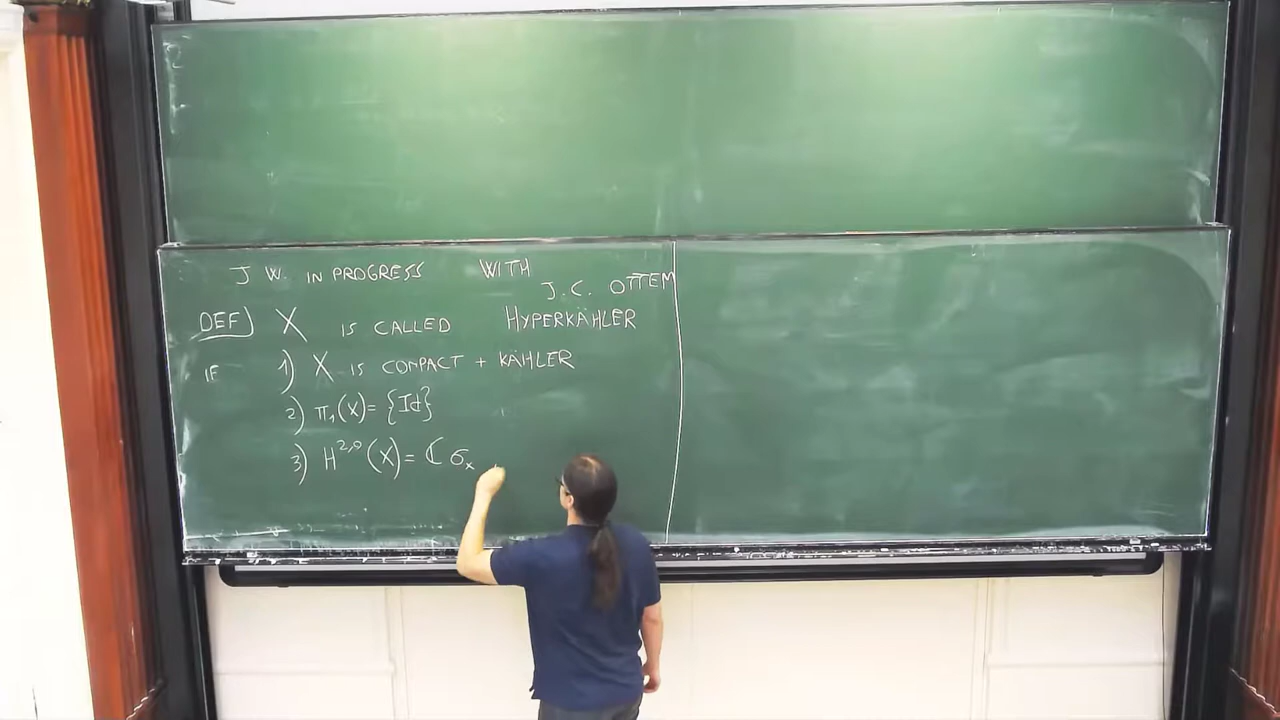 J W. IN PROGRESS WITH
J.C. OTTEM
DEF) X IS CALLED HYPERKÄHLER
IF 1) X IS COMPACT + KÄHLER
2) π₁(X) = {Id}
3) H^{2,0}(X) = ℂ σₓ